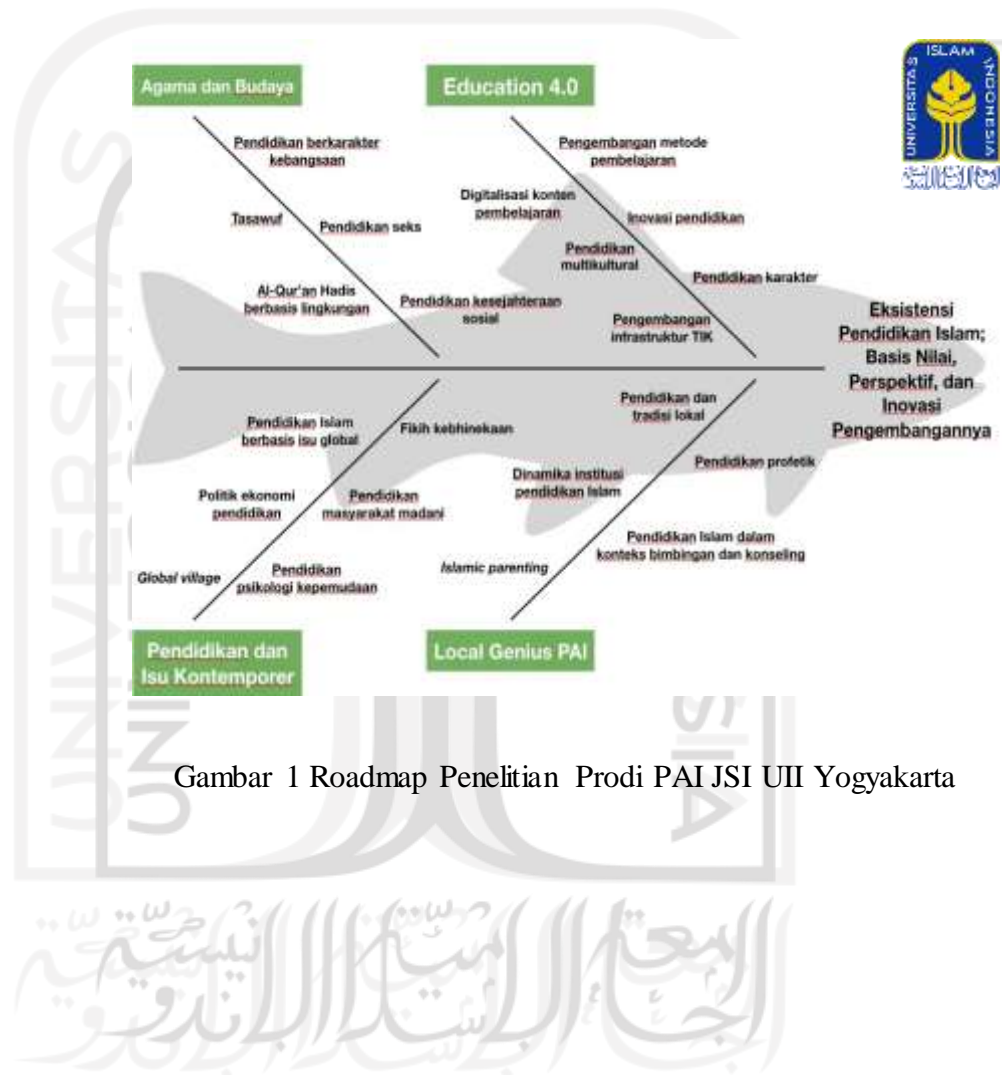 Agama dan Budaya
Education 4.0
ISLAM
UNIVERSITAS
INDONESIA
Pendidikan berkarakter
kebangsaan
Tasawuf
Pendidikan seks
Al-Qur'an Hadis
berbasis lingkungan
Pendidikan kesejahteraan
sosial
Pengembangan metode
pembelajaran
Digitalisasi konten
pembelajaran
Inovasi pendidikan
Pendidikan
multikultural
Pendidikan karakter
Pengembangan
infrastruktur TIK
Eksistensi
Pendidikan Islam;
Basis Nilai,
Perspektif, dan
Inovasi
Pengembangannya
Pendidikan Islam
berbasis isu global
Fikih kebhinekaan
Politik ekonomi
pendidikan
Pendidikan
masyarakat madani
Global village
Pendidikan
psikologi kepemudaan
Pendidikan dan
tradisi lokal
Dinamika institusi
pendidikan Islam
Pendidikan profetik
Islamic parenting
Pendidikan Islam dalam
konteks bimbingan dan konseling
Pendidikan dan
Isu Kontemporer
Local Genius PAI
Gambar 1 Roadmap Penelitian Prodi PAI JSI UII Yogyakarta